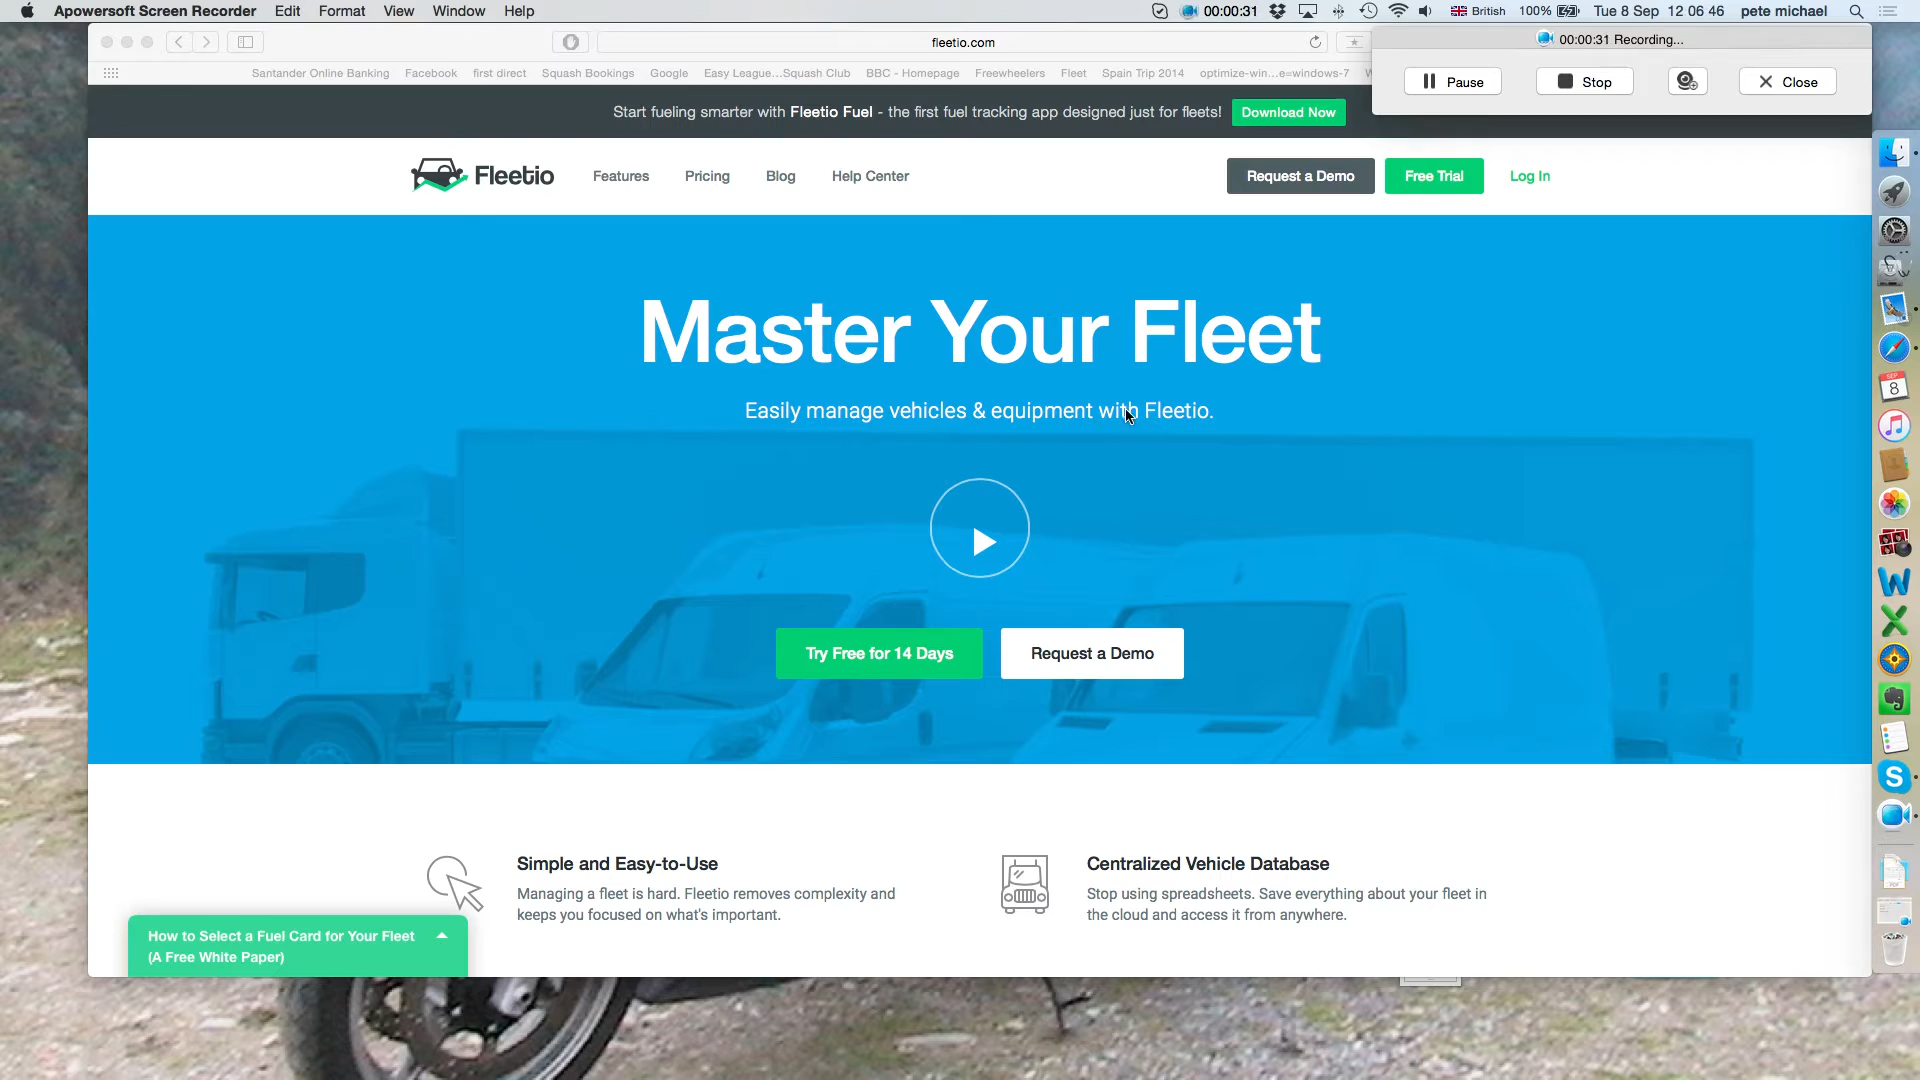 Apowersoft Screen Recorder Edit Format View Window Help
00:00:31 British 100% Tue 8 Sep 12 06 46 pete michael
fleetio.com
00:00:31 Recording...
Pause Stop Close
Santander Online Banking Facebook first direct Squash Bookings Google Easy League...Squash Club BBC - Homepage Freewheelers Fleet Spain Trip 2014 optimize-win...e=windows-7
Start fueling smarter with Fleetio Fuel - the first fuel tracking app designed just for fleets! Download Now
Fleetio Features Pricing Blog Help Center Request a Demo Free Trial Log In
Master Your Fleet
Easily manage vehicles & equipment with Fleetio.
Try Free for 14 Days Request a Demo
Simple and Easy-to-Use
Managing a fleet is hard. Fleetio removes complexity and
keeps you focused on what's important.
Centralized Vehicle Database
Stop using spreadsheets. Save everything about your fleet in
the cloud and access it from anywhere.
How to Select a Fuel Card for Your Fleet
(A Free White Paper)
SEP
8